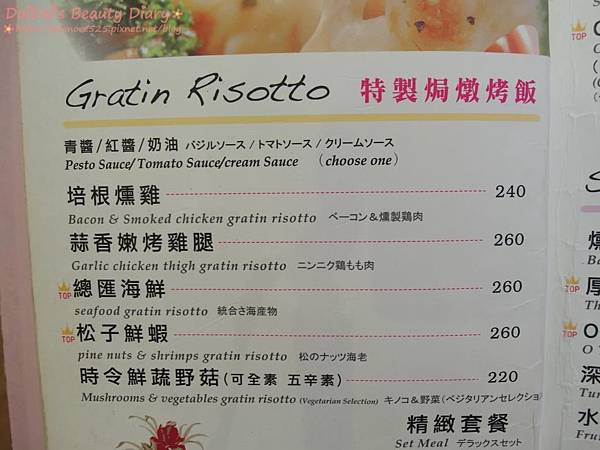 DaBai's Beauty Diary
Gratin Risotto 特製焗燉烤飯
青醬/紅醬/奶油 バジルソース/トマトソース/クリームソース
Pesto Sauce/Tomato Sauce/cream Sauce (choose one)
培根燻雞 240
Bacon & Smoked chicken gratin risotto ベーコン&燻製鶏肉
蒜香嫩烤雞腿 260
Garlic chicken thigh gratin risotto ニンニク鶏もも肉
TOP 總匯海鮮 260
seafood gratin risotto 統合さ海産物
TOP 松子鮮蝦 260
pine nuts & shrimps gratin risotto 松のナッツ海老
時令鮮蔬野菇(可全素 五辛素) 220
Mushrooms & vegetables gratin risotto (Vegetarian Selection) キノコ&野菜(ベジタリアンセレクショ
精緻套餐
Set Meal デラックスセット
TOP
S
燻
Ba
TOP 厚
Th
TOP O
O
深
Tu
水
Frui